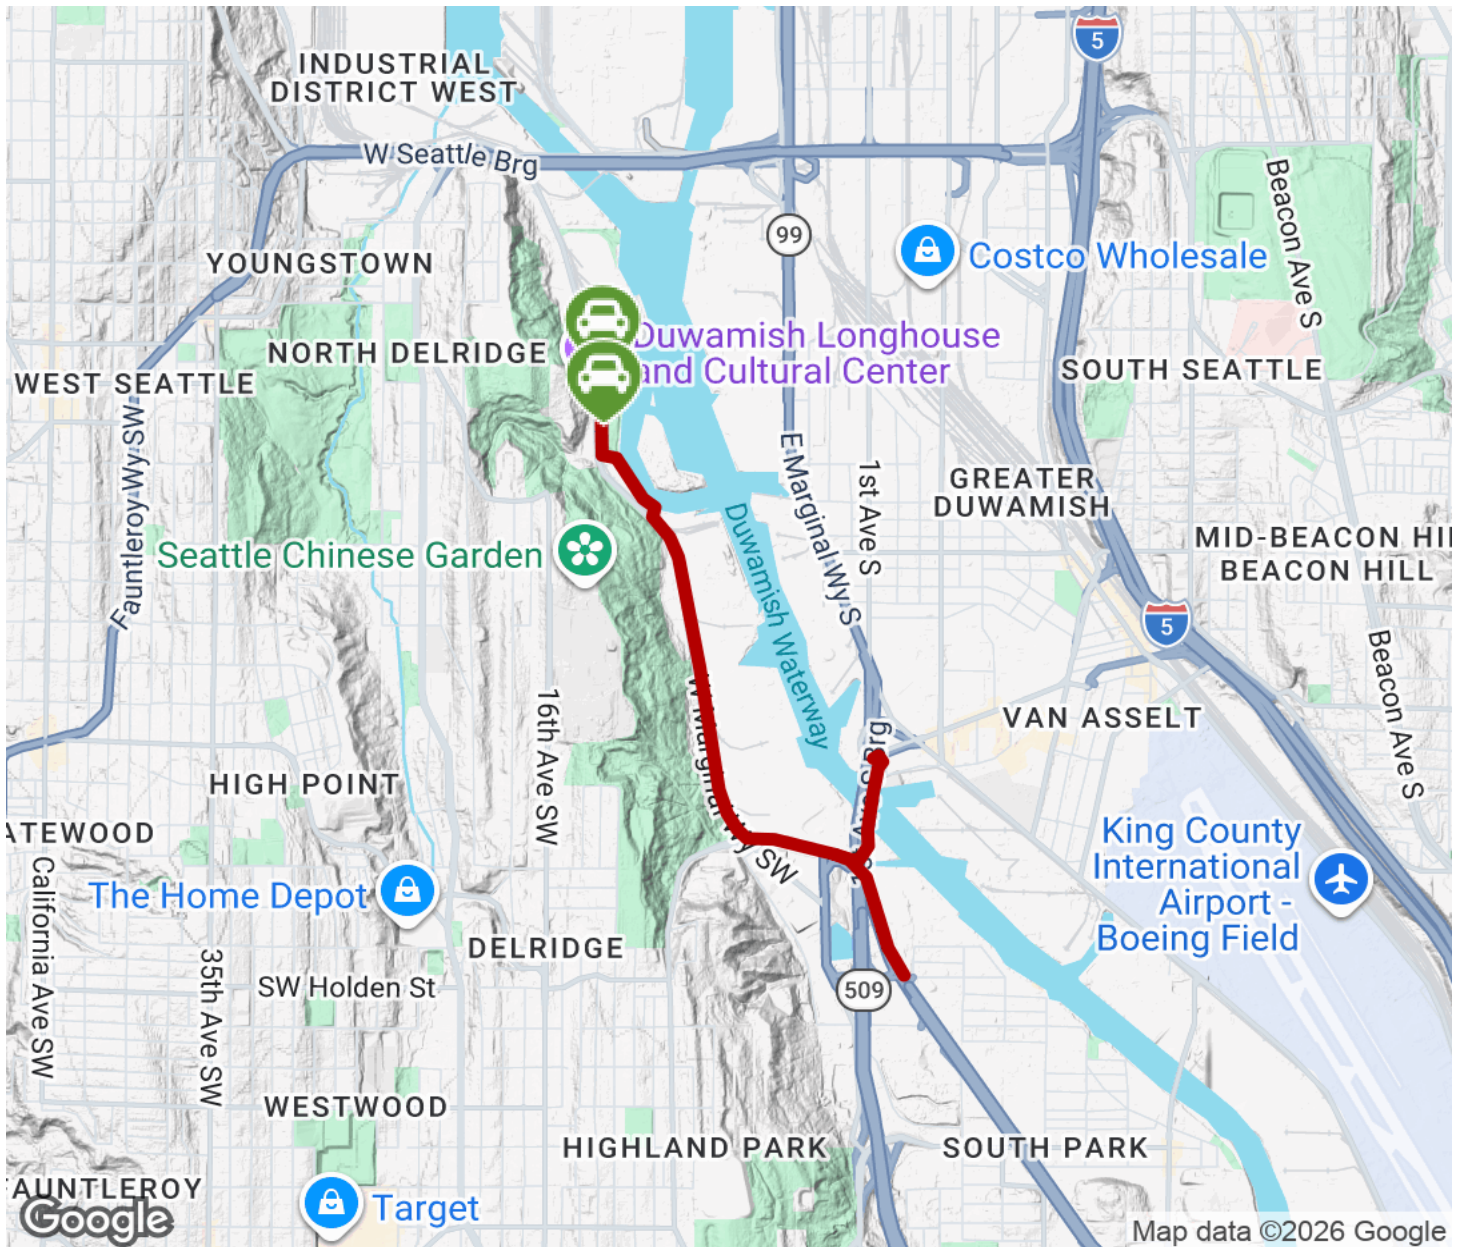 INDUSTRIAL
DISTRICT WEST
5
W Seattle Brg
Beacon Ave S
99
Costco Wholesale
YOUNGSTOWN
Duwamish Longhouse
and Cultural Center
NORTH DELRIDGE
WEST SEATTLE
SOUTH SEATTLE
Fauntleroy Wy SW
E Marginal Wy S
1st Ave S
GREATER
DUWAMISH
Duwamish Waterway
Seattle Chinese Garden
MID-BEACON HI
BEACON HILL
5
Beacon Ave S
16th Ave SW
W Marginal Wy SW
VAN ASSELT
HIGH POINT
ATEWOOD
King County
International
Airport -
Boeing Field
California Ave SW
The Home Depot
35th Ave SW
DELRIDGE
SW Holden St
509
WESTWOOD
HIGHLAND PARK
SOUTH PARK
FAUNTLEROY
Target
Google
Map data ©2026 Google